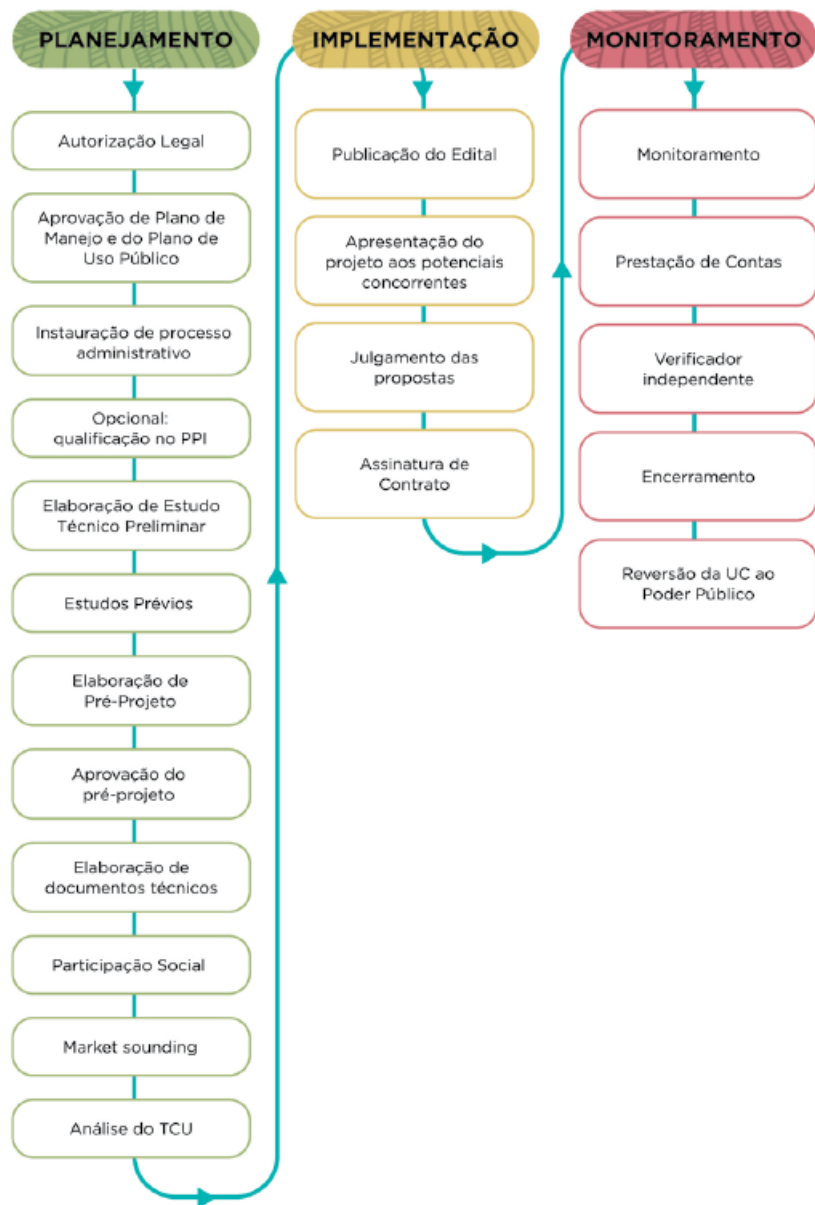 PLANEJAMENTO
Autorização Legal
Aprovação de Plano de
Manejo e do Plano de
Uso Público
Instauração de processo
administrativo
Opcional:
qualificação no PPI
Elaboração de Estudo
Técnico Preliminar
Estudos Prévios
Elaboração de
Pré-Projeto
Aprovação do
pré-projeto
Elaboração de
documentos técnicos
Participação Social
Market sounding
Análise do TCU
IMPLEMENTAÇÃO
Publicação do Edital
Apresentação do
projeto aos potenciais
concorrentes
Julgamento das
propostas
Assinatura de
Contrato
MONITORAMENTO
Monitoramento
Prestação de Contas
Verificador
independente
Encerramento
Reversão da UC ao
Poder Público